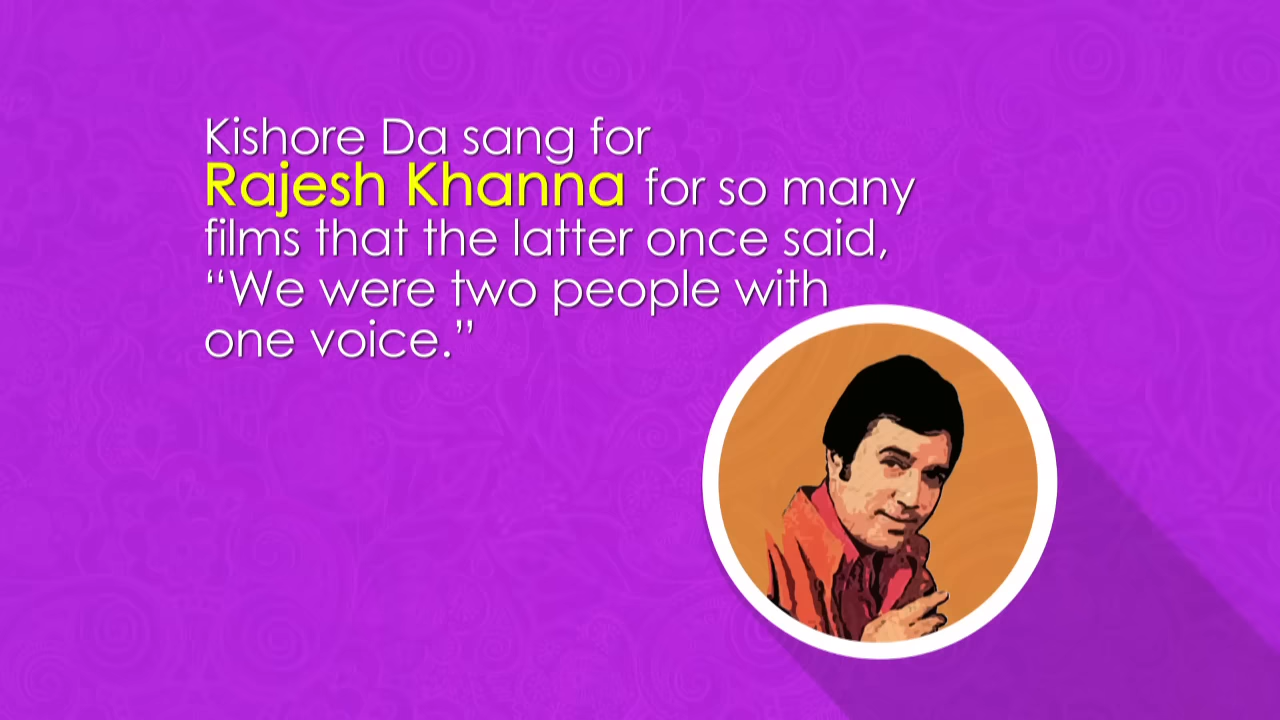 Kishore Da sang for
Rajesh Khanna for so many
films that the latter once said,
“We were two people with
one voice.”